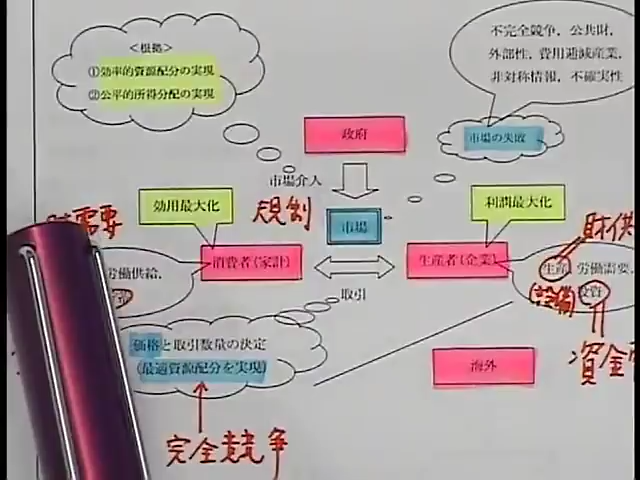 <根拠>
①効率的資源配分の実現
②公平的所得分配の実現
不完全競争，公共財，
外部性，費用逓減産業，
非対称情報，不確実性
政府
市場の失敗
市場介入
規制
効用最大化
市場
利潤最大化
需要
財供
消費者(家計)
生産者(企業)
労働供給，
生産，労働需要，
(設備)投資
取引
資金
価格と取引数量の決定
(最適資源配分を実現)
海外
完全競争